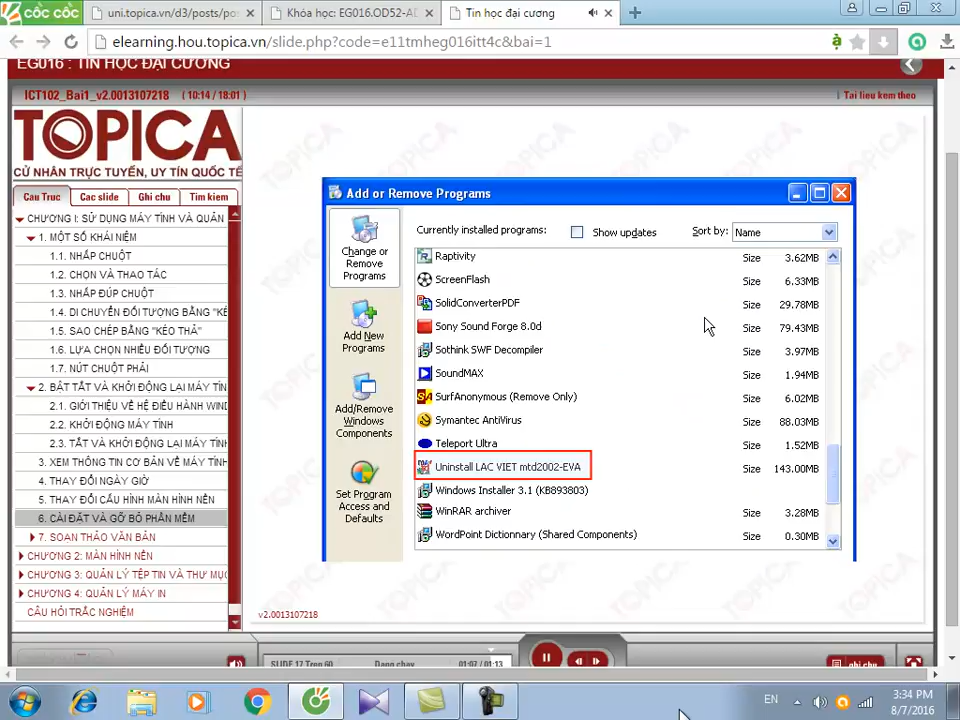 cốc cốc
uni.topica.vn/d3/posts/po
Khóa học: EG016.OD52-AD
Tin học đại cương
elearning.hou.topica.vn/slide.php?code=e11tmheg016itt4c&bai=1
EG016 : TIN HỌC ĐẠI CƯƠNG
ICT102_Bai1_v2.0013107218 ( 10:14 / 18:01 )
Tai lieu kem theo
TOPICA
CỬ NHÂN TRỰC TUYẾN, UY TÍN QUỐC TẾ
Cau Truc
Cac slide
Ghi chu
Tim kiem
CHƯƠNG I: SỬ DỤNG MÁY TÍNH VÀ QUẢN
1. MỘT SỐ KHÁI NIỆM
1.1. NHẤP CHUỘT
1.2. CHỌN VÀ THAO TÁC
1.3. NHẤP ĐÚP CHUỘT
1.4. DI CHUYỂN ĐỐI TƯỢNG BẰNG "KÉ
1.5. SAO CHÉP BẰNG "KÉO THẢ"
1.6. LỰA CHỌN NHIỀU ĐỐI TƯỢNG
1.7. NÚT CHUỘT PHẢI
2. BẬT TẮT VÀ KHỞI ĐỘNG LẠI MÁY TÍN
2.1. GIỚI THIỆU VỀ HỆ ĐIỀU HÀNH WIN
2.2. KHỞI ĐỘNG MÁY TÍNH
2.3. TẮT VÀ KHỞI ĐỘNG LẠI MÁY TÍN
3. XEM THÔNG TIN CƠ BẢN VỀ MÁY TÍN
4. THAY ĐỔI NGÀY GIỜ
5. THAY ĐỔI CẤU HÌNH MÀN HÌNH NỀN
6. CÀI ĐẶT VÀ GỠ BỎ PHẦN MỀM
7. SOẠN THẢO VĂN BẢN
CHƯƠNG 2: MÀN HÌNH NỀN
CHƯƠNG 3: QUẢN LÝ TỆP TIN VÀ THƯ MỤC
CHƯƠNG 4: QUẢN LÝ MÁY IN
CÂU HỎI TRẮC NGHIỆM
Add or Remove Programs
Change or Remove Programs
Add New Programs
Add/Remove Windows Components
Set Program Access and Defaults
Currently installed programs:
Show updates
Sort by: Name
Raptivity Size 3.62MB
ScreenFlash Size 6.33MB
SolidConverterPDF Size 29.78MB
Sony Sound Forge 8.0d Size 79.43MB
Sothink SWF Decompiler Size 3.97MB
SoundMAX Size 1.94MB
SurfAnonymous (Remove Only) Size 6.02MB
Symantec AntiVirus Size 88.03MB
Teleport Ultra Size 1.52MB
Uninstall LAC VIET mtd2002-EVA Size 143.00MB
Windows Installer 3.1 (KB893803)
WinRAR archiver Size 3.28MB
WordPoint Dictionary (Shared Components) Size 0.30MB
v2.0013107218
SLIDE 17 Tren 60
Dang chay
01:07 / 01:13
ghi chu
EN
3:34 PM
8/7/2016